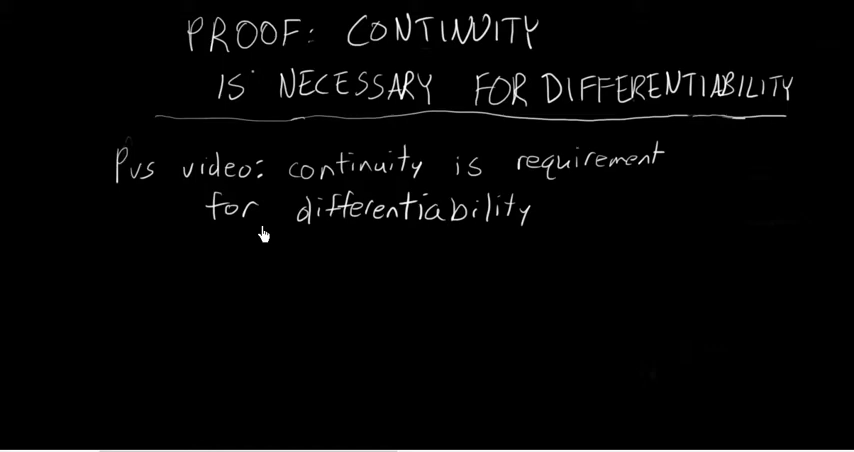 PROOF: CONTINUITY
IS NECESSARY FOR DIFFERENTIABILITY
Pvs video: continuity is requirement
for differentiability